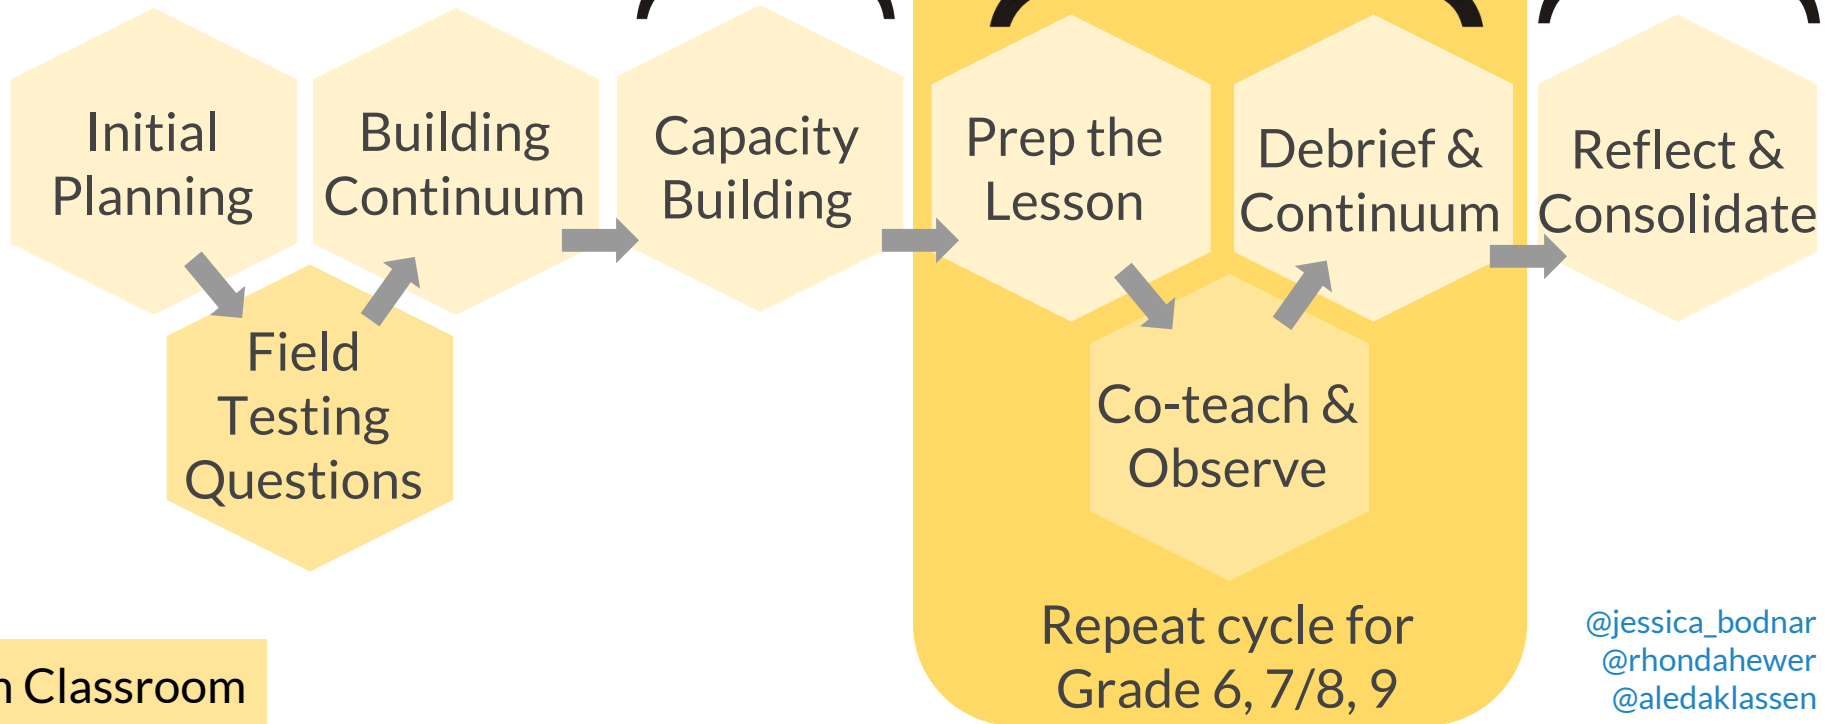 Initial
Planning
Field
Testing
Questions
Building
Continuum
Capacity
Building
Prep the
Lesson
Co-teach &
Observe
Debrief &
Continuum
Reflect &
Consolidate
Repeat cycle for
Grade 6, 7/8, 9
Classroom
@jessica_bodnar
@rhondahewer
@aledaklassen